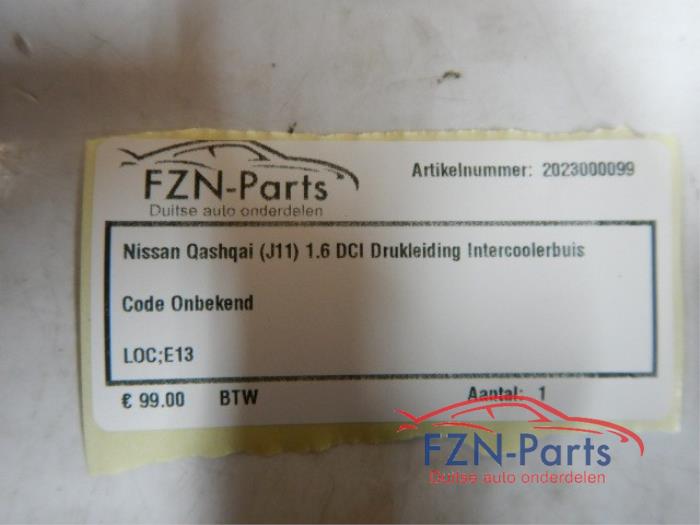 FZN-Parts
Duitse auto onderdelen
Artikelnummer: 2023000099
Nissan Qashqai (J11) 1.6 DCI Drukleiding Intercoolerbuis
Code Onbekend
LOC;E13
€ 99.00 BTW Aantal: 1
FZN-Parts
Duitse auto onderdelen